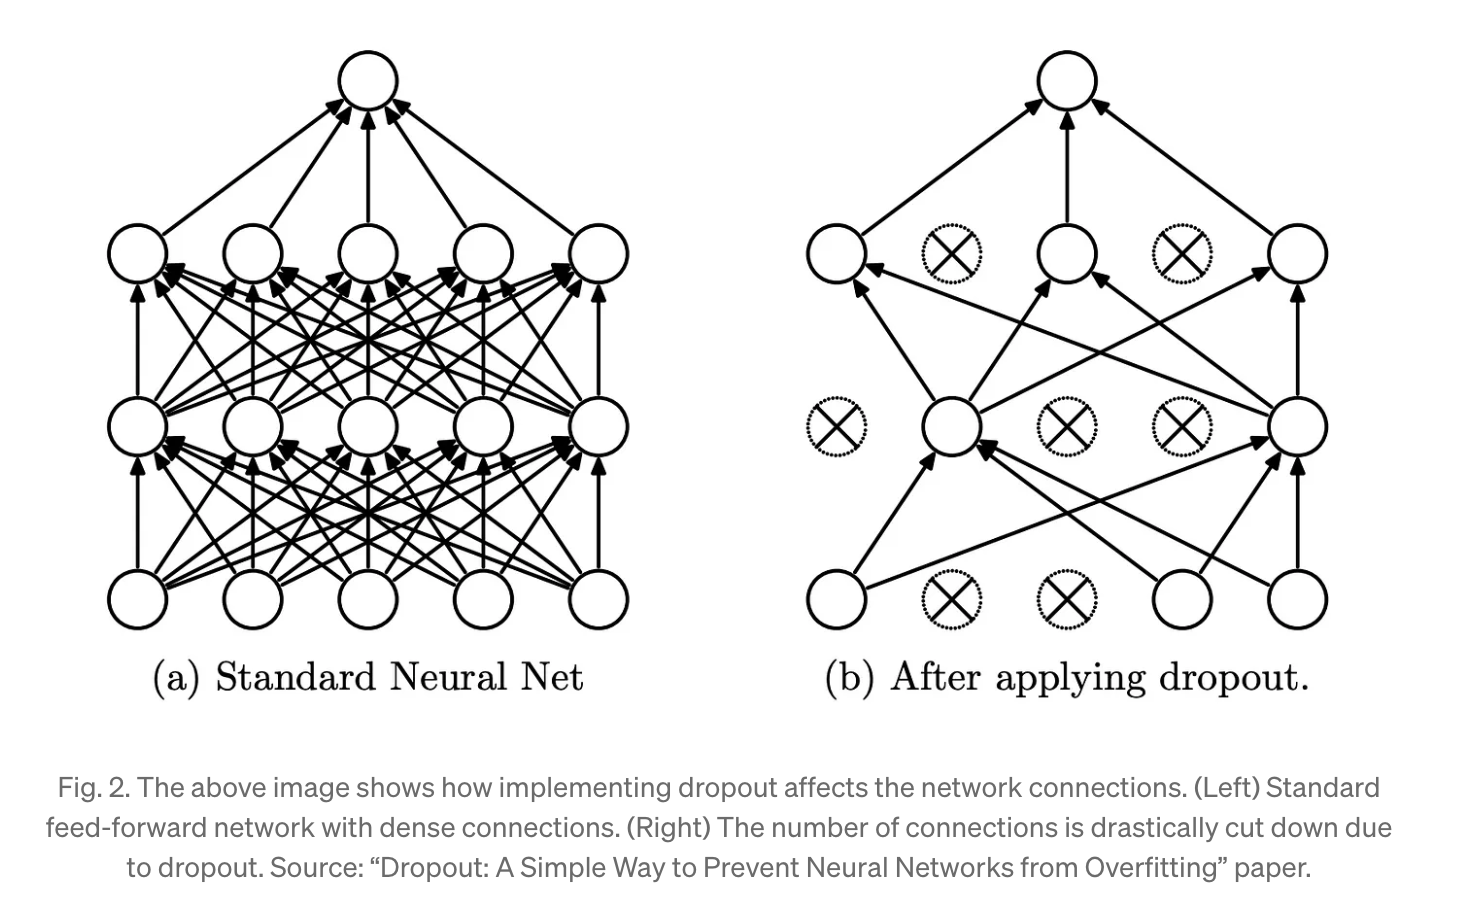 (a) Standard Neural Net
(b) After applying dropout.
Fig. 2. The above image shows how implementing dropout affects the network connections. (Left) Standard
feed-forward network with dense connections. (Right) The number of connections is drastically cut down due
to dropout. Source: “Dropout: A Simple Way to Prevent Neural Networks from Overfitting” paper.